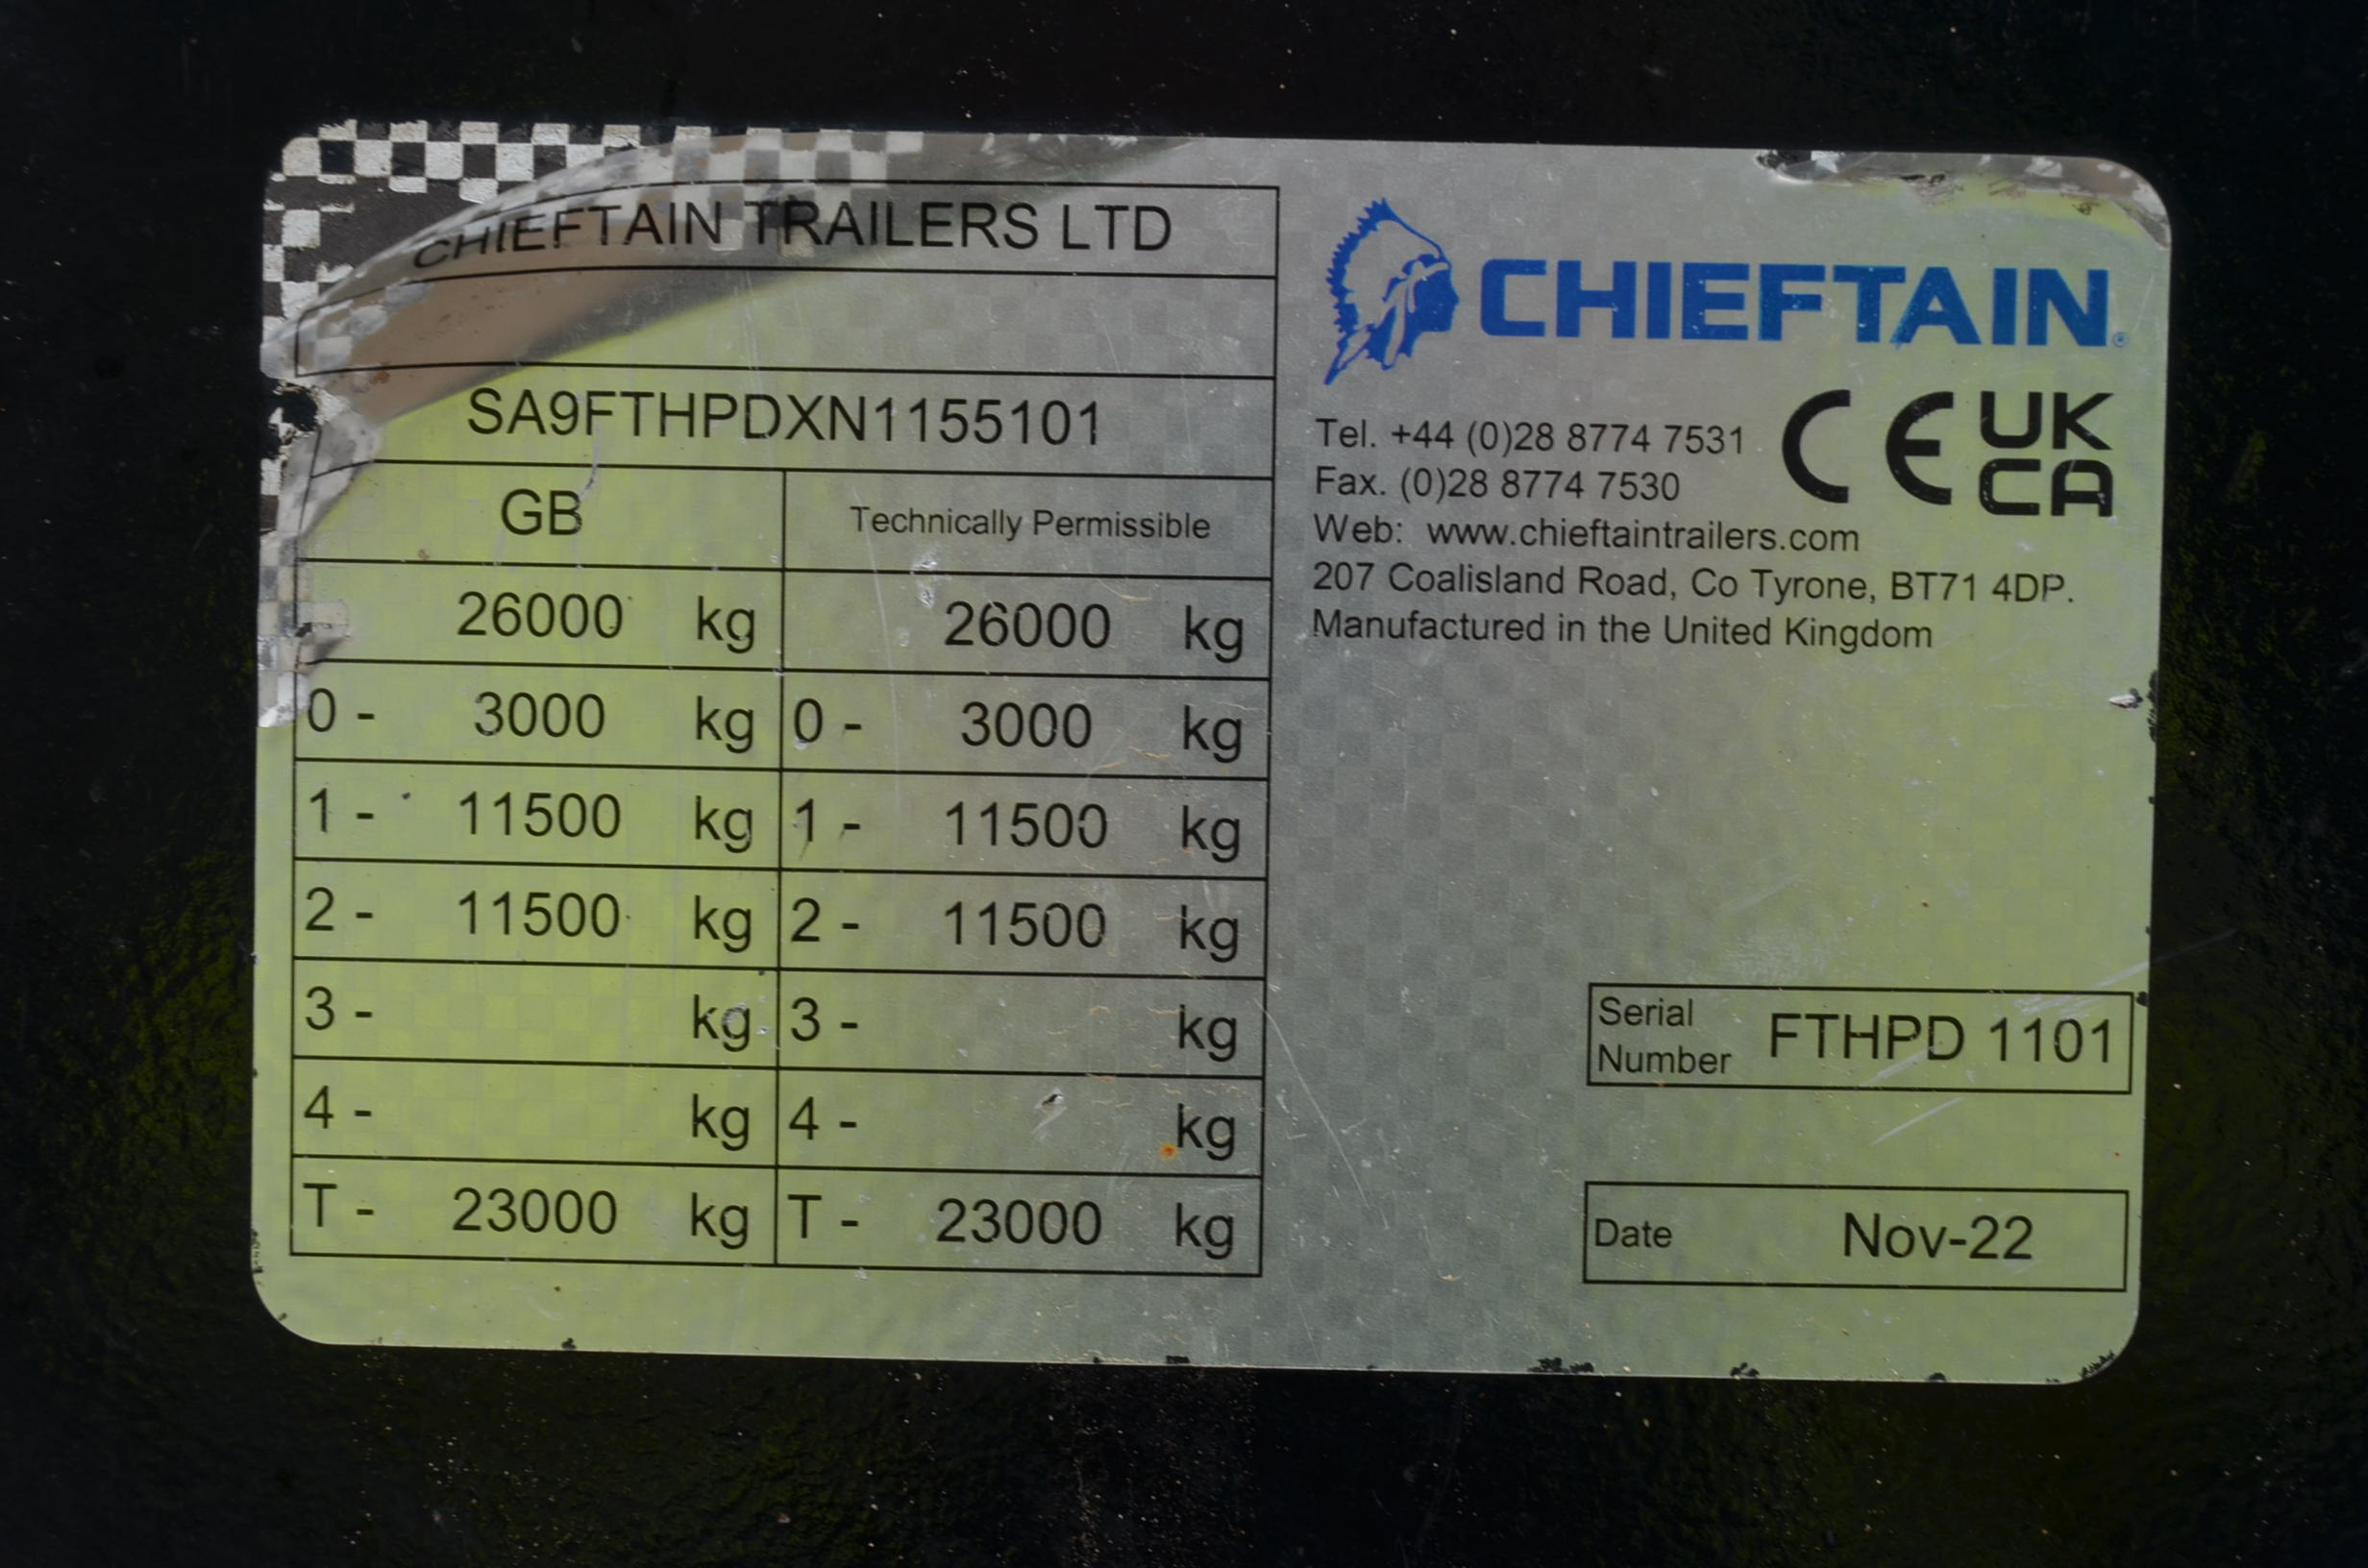 CHIEFTAIN TRAILERS LTD
SA9FTHPDXN1155101
GB Technically Permissible
26000 kg 26000 kg
0 - 3000 kg 0 - 3000 kg
1 - 11500 kg 1 - 11500 kg
2 - 11500 kg 2 - 11500 kg
3 - kg 3 - kg
4 - kg 4 - kg
T - 23000 kg T - 23000 kg
CHIEFTAIN®
Tel. +44 (0)28 8774 7531
Fax. (0)28 8774 7530
CE UK
CA
Web: www.chieftaintrailers.com
207 Coalisland Road, Co Tyrone, BT71 4DP.
Manufactured in the United Kingdom
Serial
Number FTHPD 1101
Date Nov-22